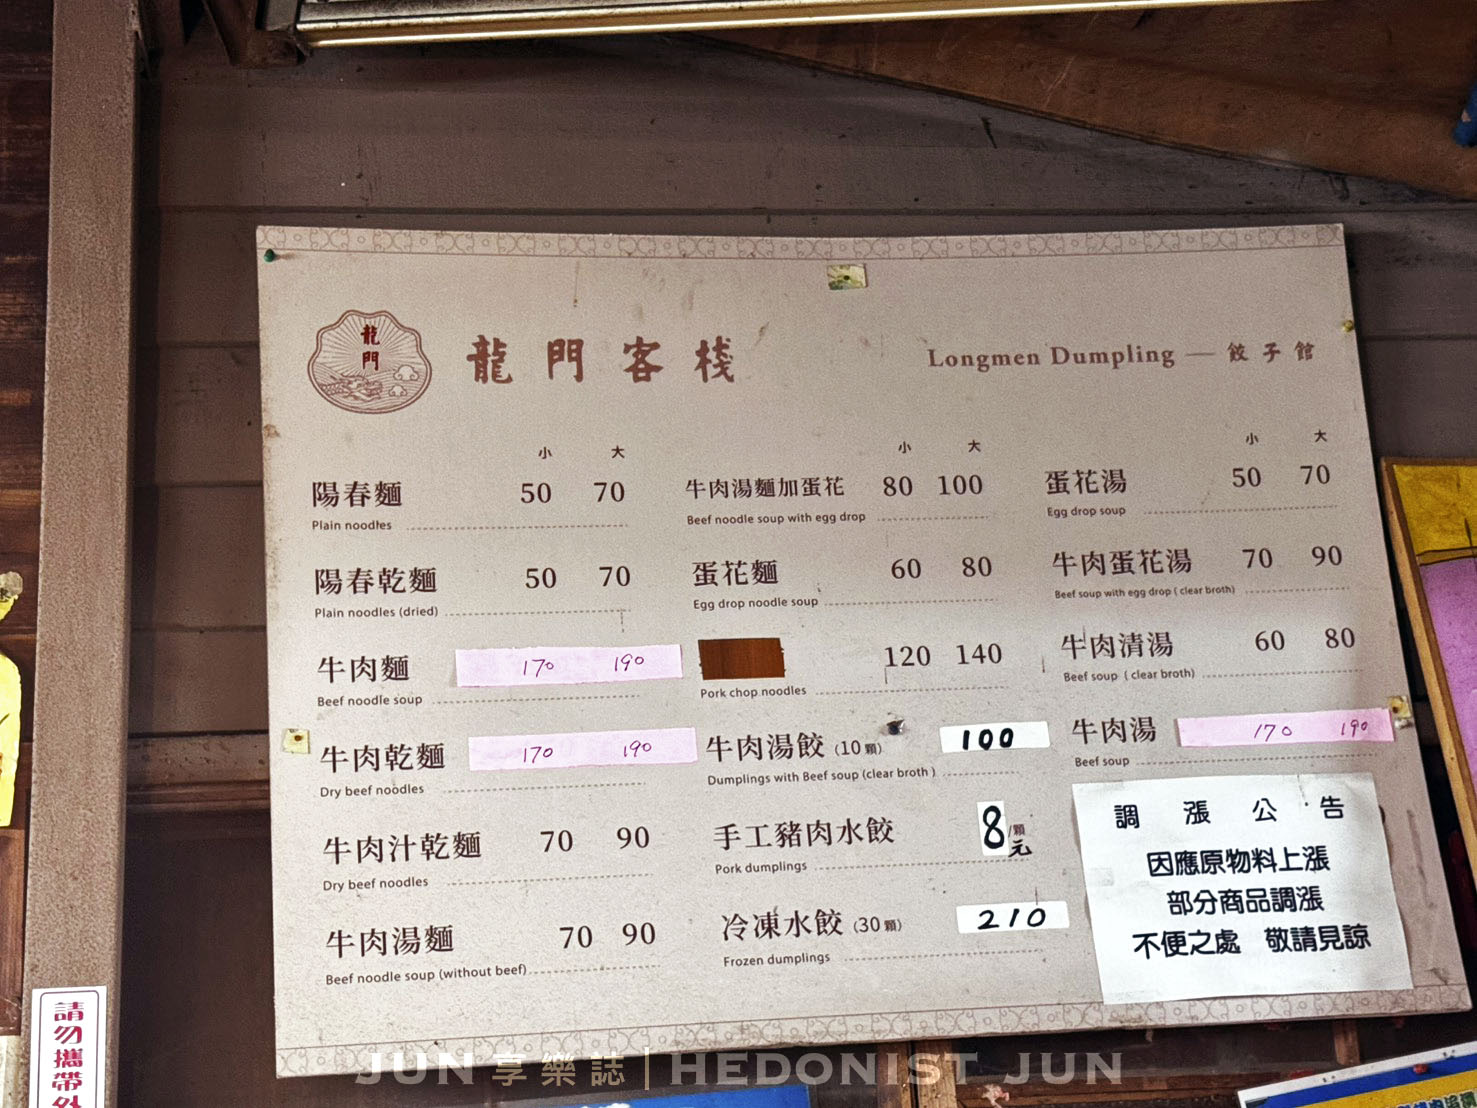 龍門
龍門客棧
Longmen Dumpling — 餃子館
小 大
陽春麵 50 70
Plain noodles
陽春乾麵 50 70
Plain noodles (dried)
牛肉麵 170 190
Beef noodle soup
牛肉乾麵 170 190
Dry beef noodles
牛肉汁乾麵 70 90
Dry beef noodles
牛肉湯麵 70 90
Beef noodle soup (without beef)
小 大
牛肉湯麵加蛋花 80 100
Beef noodle soup with egg drop
蛋花麵 60 80
Egg drop noodle soup
120 140
Pork chop noodles
牛肉湯餃 (10顆) 100
Dumplings with Beef soup (clear broth )
手工豬肉水餃 8/顆元
Pork dumplings
冷凍水餃 (30顆) 210
Frozen dumplings
小 大
蛋花湯 50 70
Egg drop soup
牛肉蛋花湯 70 90
Beef soup with egg drop ( clear broth)
牛肉清湯 60 80
Beef soup ( clear broth)
牛肉湯 170 190
Beef soup
調漲公告
因應原物料上漲
部分商品調漲
不便之處 敬請見諒
請勿攜帶外
JUN 享樂誌 | HEDONIST JUN